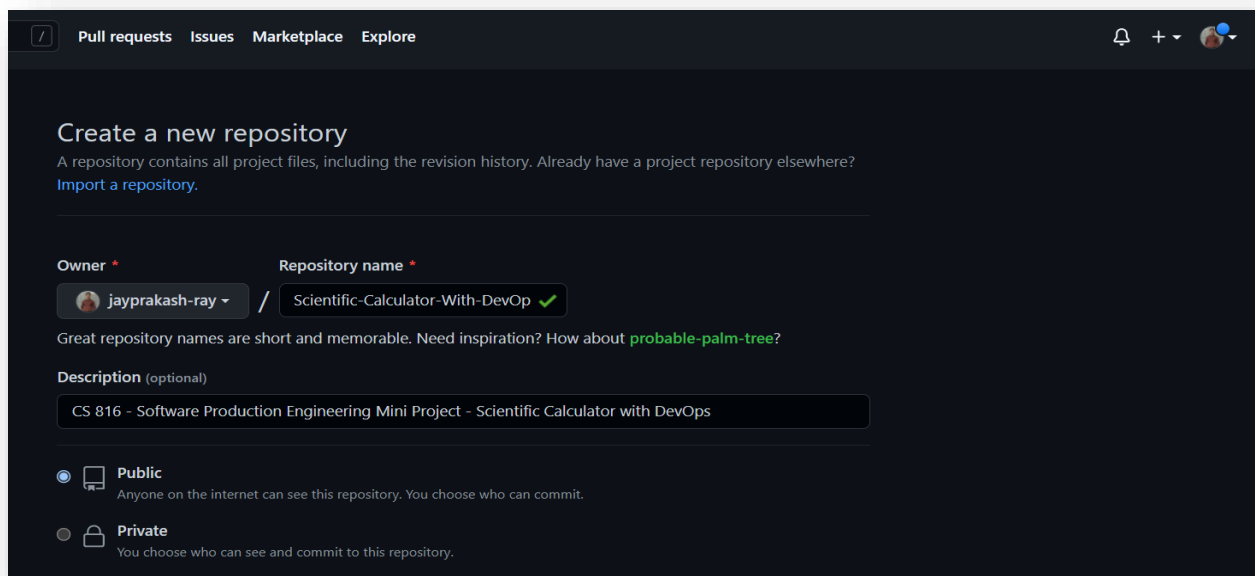 / Pull requests Issues Marketplace Explore
Create a new repository
A repository contains all project files, including the revision history. Already have a project repository elsewhere?
Import a repository.
Owner * Repository name *
jayprakash-ray / Scientific-Calculator-With-DevOp
Great repository names are short and memorable. Need inspiration? How about probable-palm-tree?
Description (optional)
CS 816 - Software Production Engineering Mini Project - Scientific Calculator with DevOps
Public
Anyone on the internet can see this repository. You choose who can commit.
Private
You choose who can see and commit to this repository.